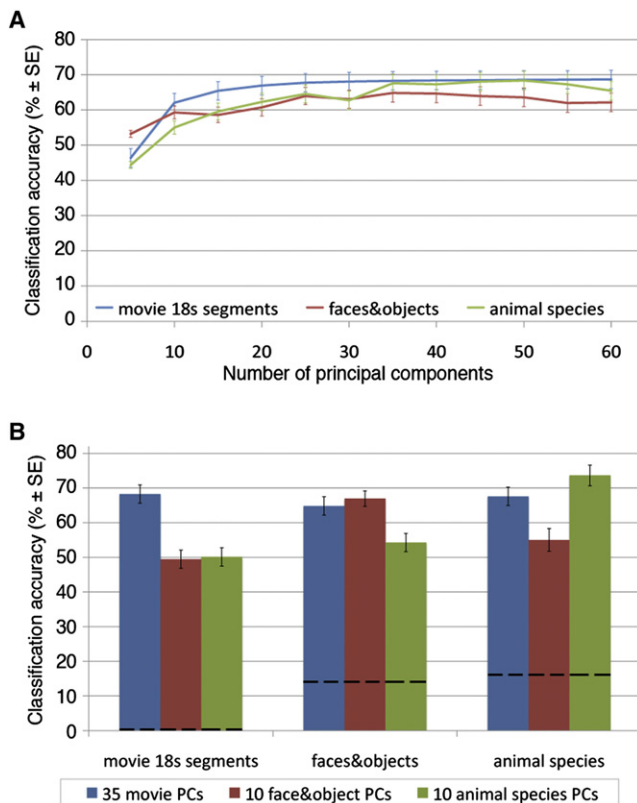 A
Classification accuracy (% ± SE)
80
70
60
50
40
30
20
10
0
movie 18s segments faces&objects animal species
0 10 20 30 40 50 60
Number of principal components
B
Classification accuracy (% ± SE)
80
70
60
50
40
30
20
10
0
movie 18s segments faces&objects animal species
35 movie PCs 10 face&object PCs 10 animal species PCs